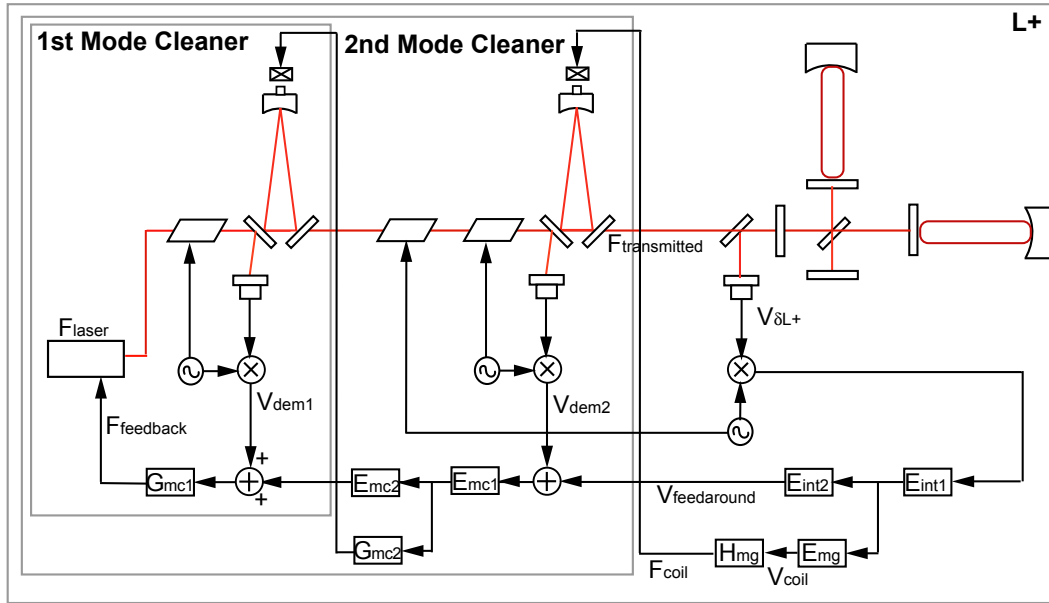 L+
1st Mode Cleaner
2nd Mode Cleaner
Ftransmitted
VδL+
Flaser
Vdem1
Vdem2
Ffeedback
+
+
Gmc1
Emc2
Emc1
Eint2
Eint1
Vfeedaround
Gmc2
Hmg
Emg
Fcoil
Vcoil